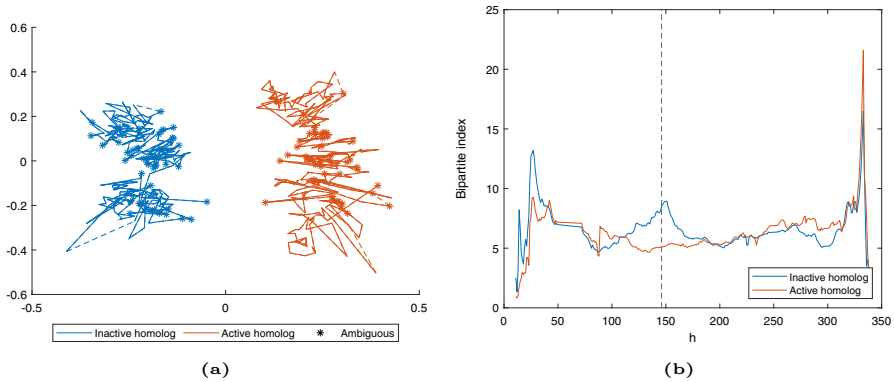 0.6
0.4
0.2
0
-0.2
-0.4
-0.6
-0.5 0 0.5
Inactive homolog Active homolog Ambiguous
(a)
25
20
15
10
5
0
Bipartite index
0 50 100 150 200 250 300 350
h
Inactive homolog
Active homolog
(b)